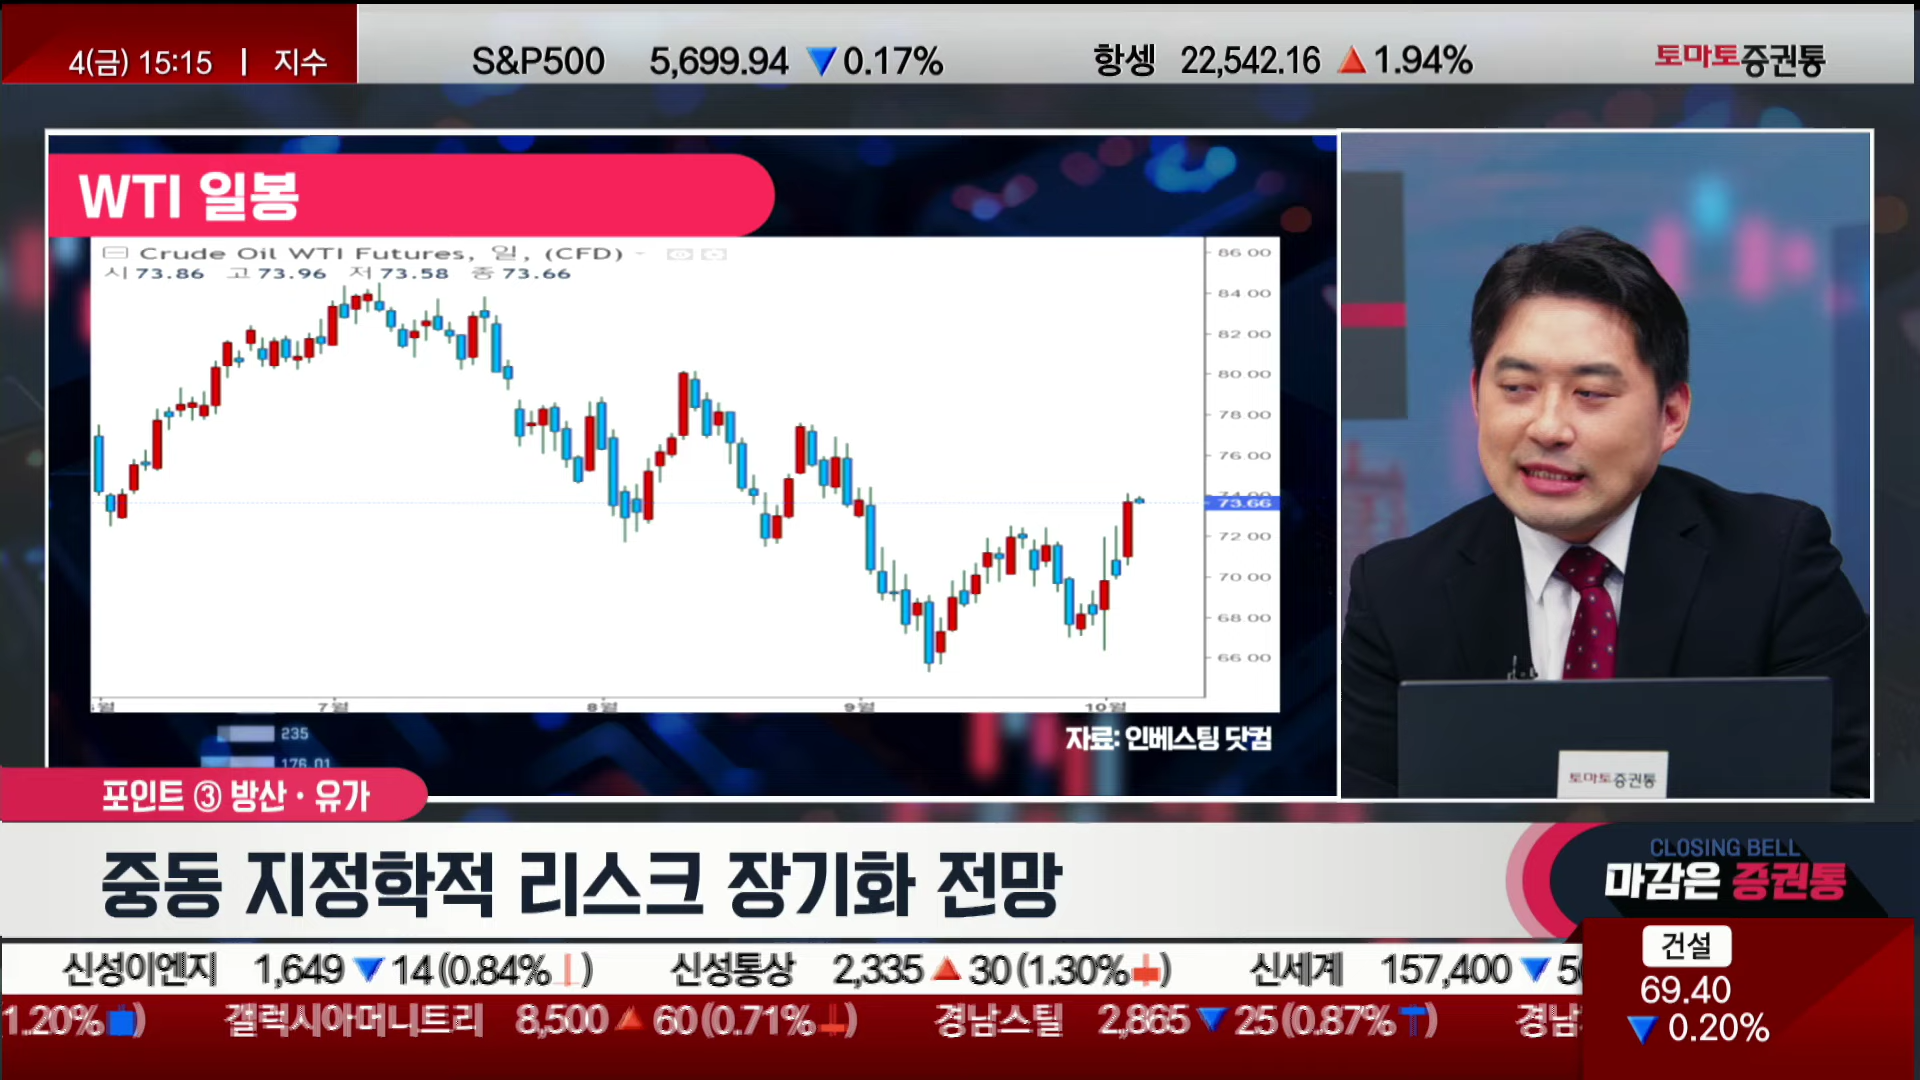 4(금) 15:15 | 지수
S&P500 5,699.94 ▼ 0.17%
항셍 22,542.16 ▲ 1.94%
토마토증권통
WTI 일봉
Crude Oil WTI Futures, 일, (CFD)
시 73.86 고 73.96 저 73.58 종 73.66
86.00
84.00
82.00
80.00
78.00
76.00
74.00
73.66
72.00
70.00
68.00
66.00
7월 8월 9월 10월
235
176.01
자료: 인베스팅 닷컴
토마토증권통
포인트 ③ 방산·유가
중동 지정학적 리스크 장기화 전망
CLOSING BELL
마감은 증권통
신성이엔지 1,649 ▼ 14 (0.84%) 신성통상 2,335 ▲ 30 (1.30%) 신세계 157,400 ▼
1.20%) 갤럭시아머니트리 8,500 ▲ 60 (0.71%) 경남스틸 2,865 ▼ 25 (0.87%) 경남
건설
69.40
▼ 0.20%